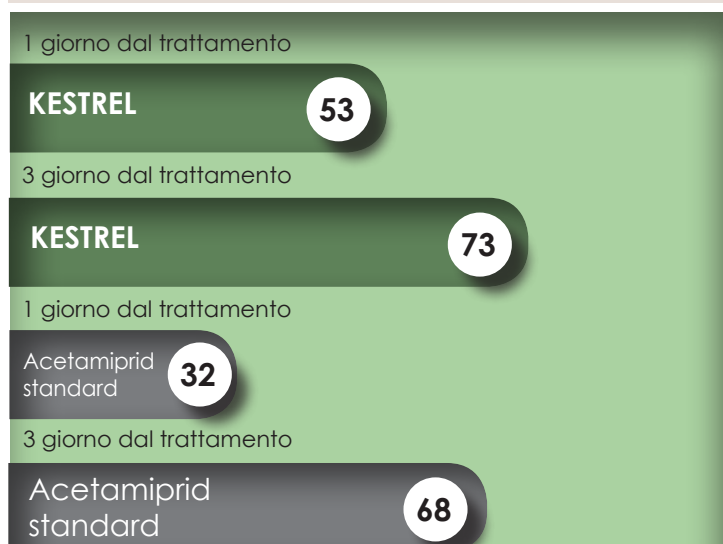 1 giorno dal trattamento
KESTREL
53
3 giorno dal trattamento
KESTREL
73
1 giorno dal trattamento
Acetamiprid
standard
32
3 giorno dal trattamento
Acetamiprid
standard
68